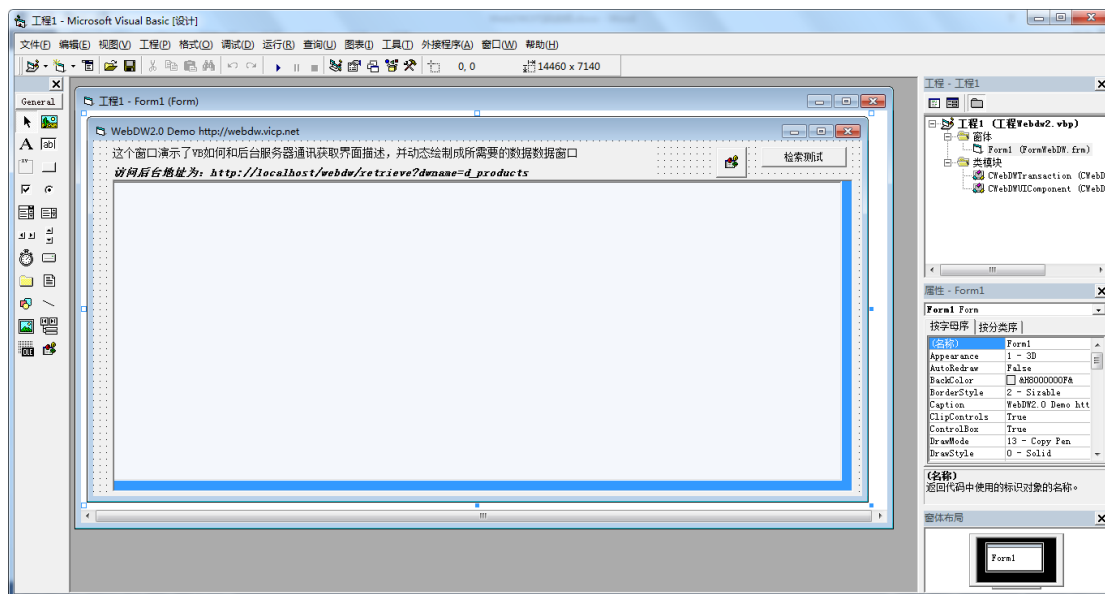 工程1 - Microsoft Visual Basic [设计]
文件(F) 编辑(E) 视图(V) 工程(P) 格式(O) 调试(D) 运行(R) 查询(U) 图表(I) 工具(T) 外接程序(A) 窗口(W) 帮助(H)
0, 0 14460 x 7140
General
A ab
OLE
工程1 - Form1 (Form)
WebDW2.0 Demo http://webdw.vicp.net
这个窗口演示了VB如何和后台服务器通讯获取界面描述，并动态绘制成所需要的数据数据窗口
检索测试
访问后台地址为：http://localhost/webdw/retrieve?dwname=d_products
工程 - 工程1
工程1 (工程Webdw2.vbp)
窗体
Form1 (FormWebDW.frm)
类模块
CWebDWTransaction (CWebD
CWebDWUIComponent (CWebD
属性 - Form1
Form1 Form
按字母序 按分类序
(名称) Form1
Appearance 1 - 3D
AutoRedraw False
BackColor &H8000000F&
BorderStyle 2 - Sizable
Caption WebDW2.0 Demo htt
ClipControls True
ControlBox True
DrawMode 13 - Copy Pen
DrawStyle 0 - Solid
(名称)
返回代码中使用的标识对象的名称。
窗体布局
Form1